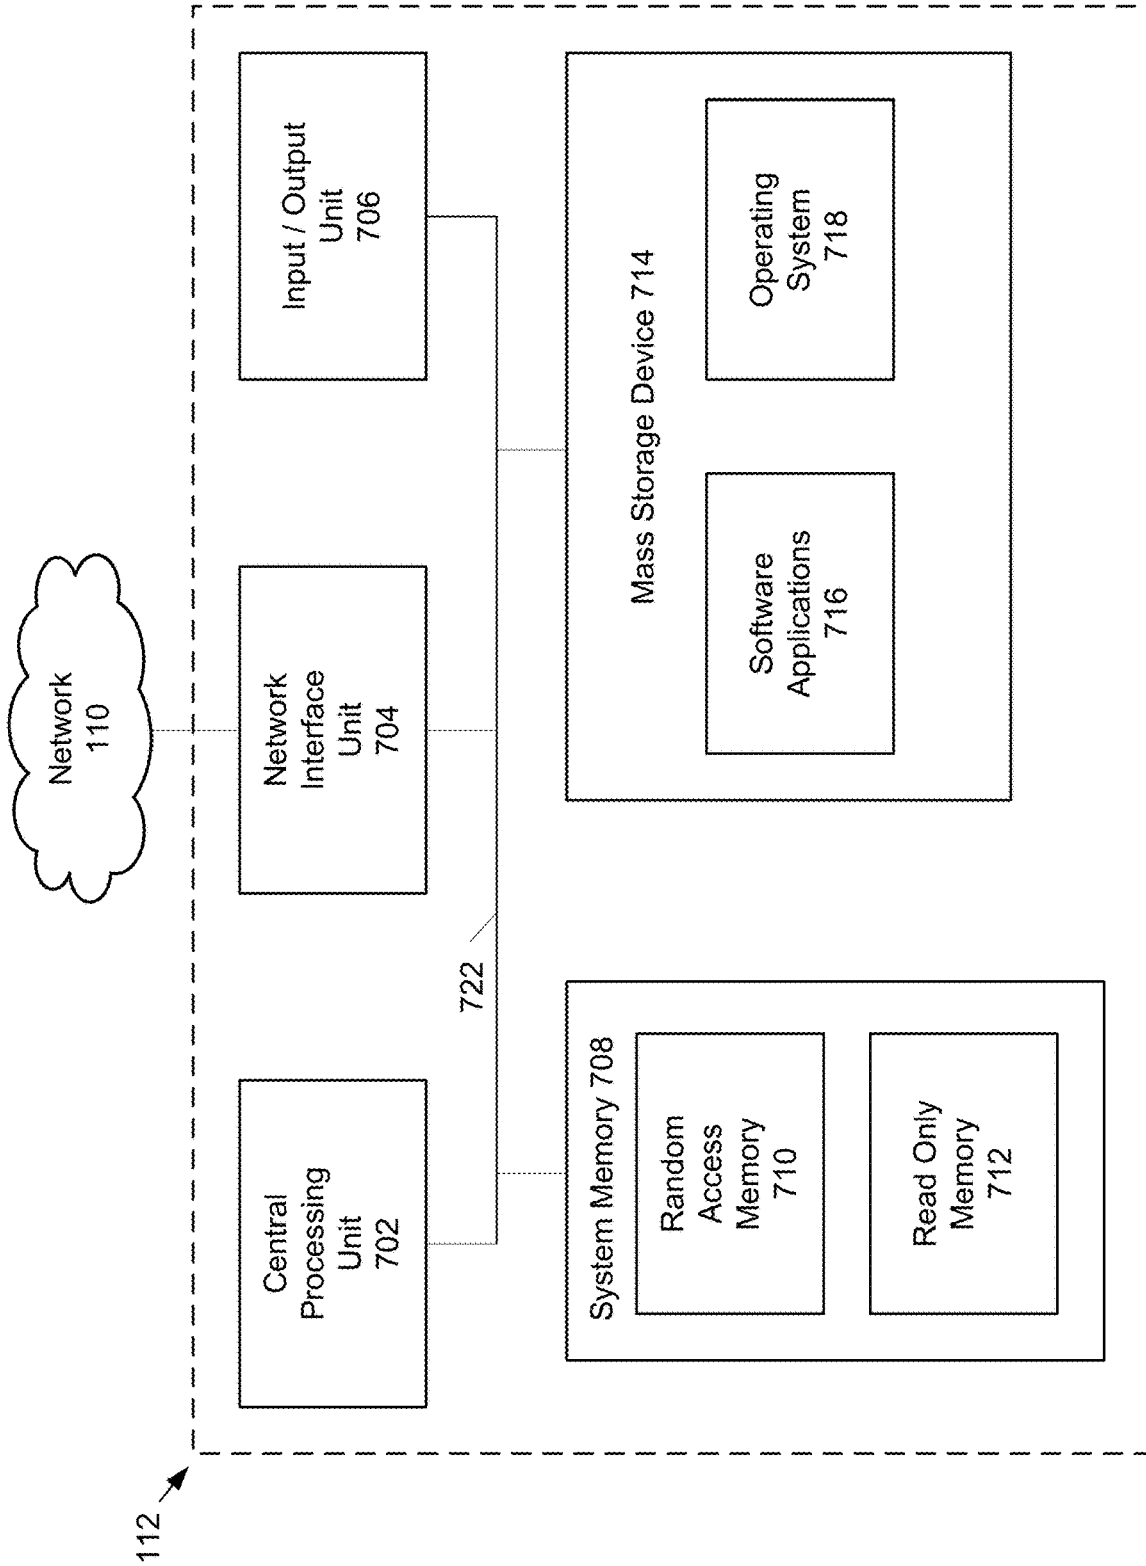 112
Network
110
Central
Processing
Unit
702
Network
Interface
Unit
704
Input / Output
Unit
706
722
System Memory 708
Random
Access
Memory
710
Read Only
Memory
712
Mass Storage Device 714
Software
Applications
716
Operating
System
718